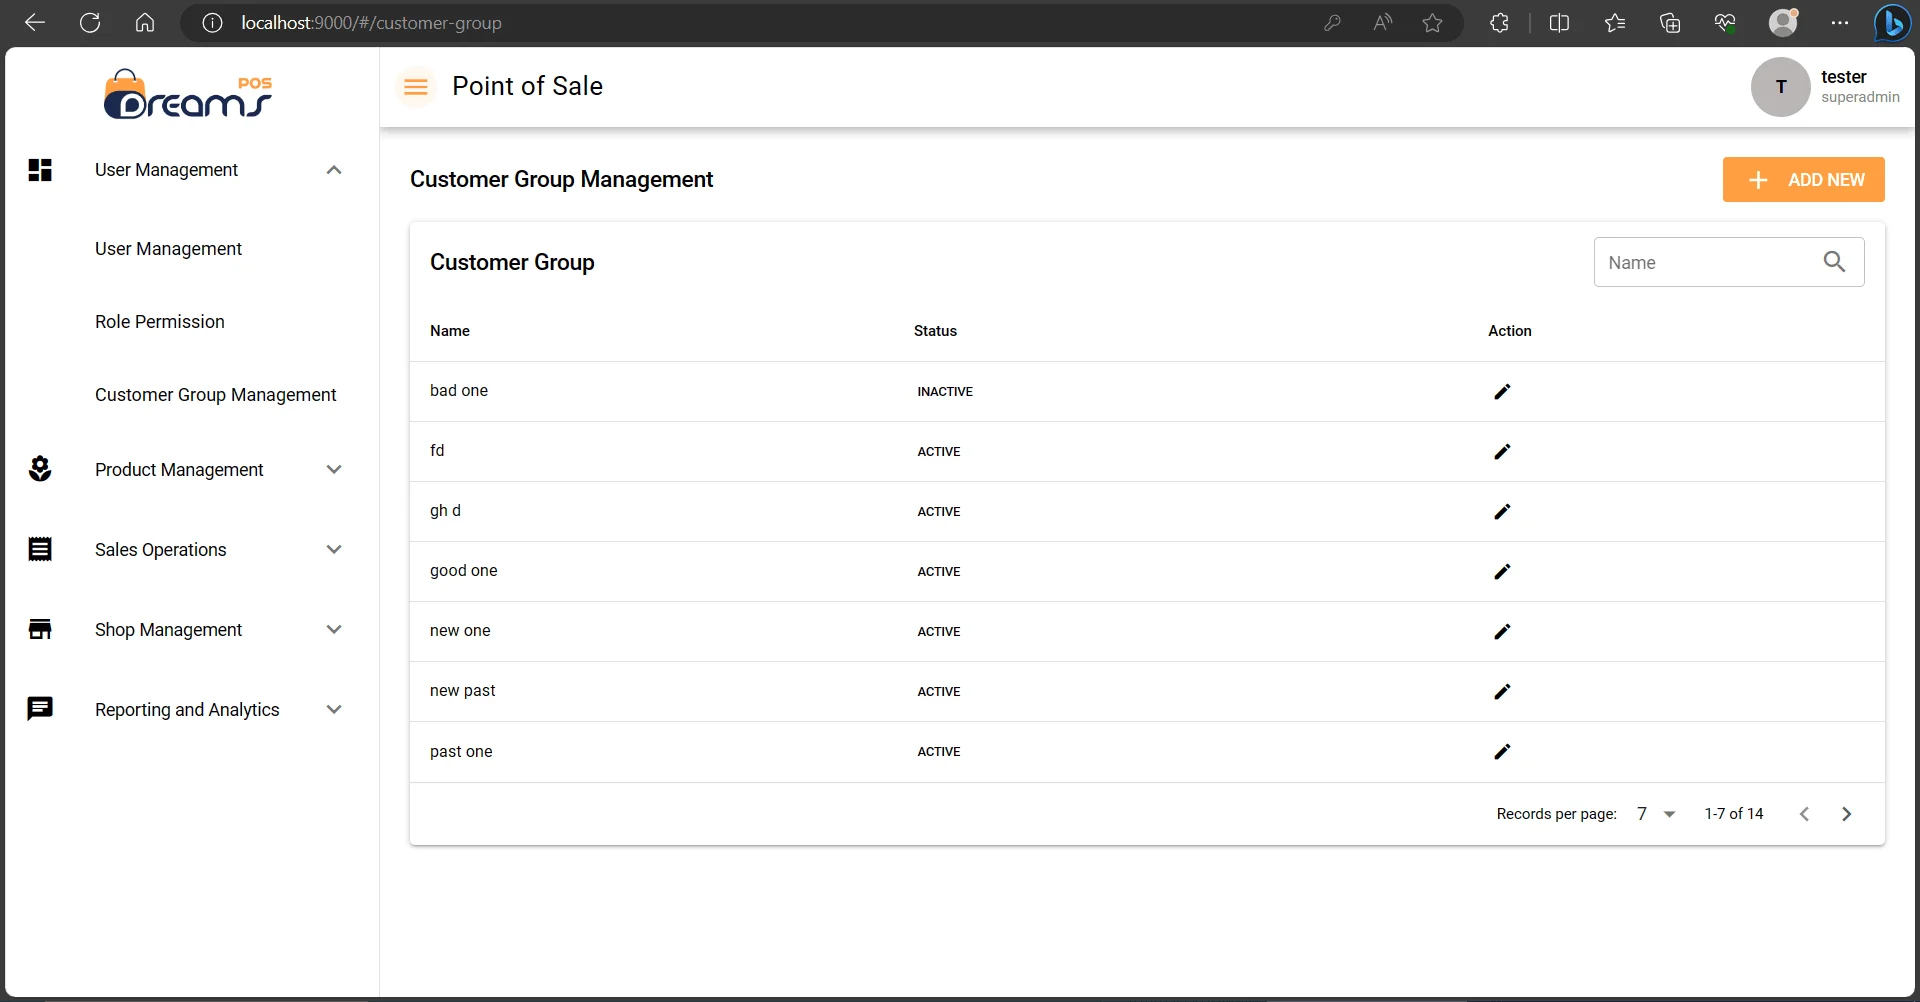 localhost:9000/#/customer-group
POS
Dreams
Point of Sale
T
tester
superadmin
User Management
User Management
Role Permission
Customer Group Management
Product Management
Sales Operations
Shop Management
Reporting and Analytics
Customer Group Management
ADD NEW
Customer Group
Name
Name Status Action
bad one INACTIVE
fd ACTIVE
gh d ACTIVE
good one ACTIVE
new one ACTIVE
new past ACTIVE
past one ACTIVE
Records per page: 7 1-7 of 14